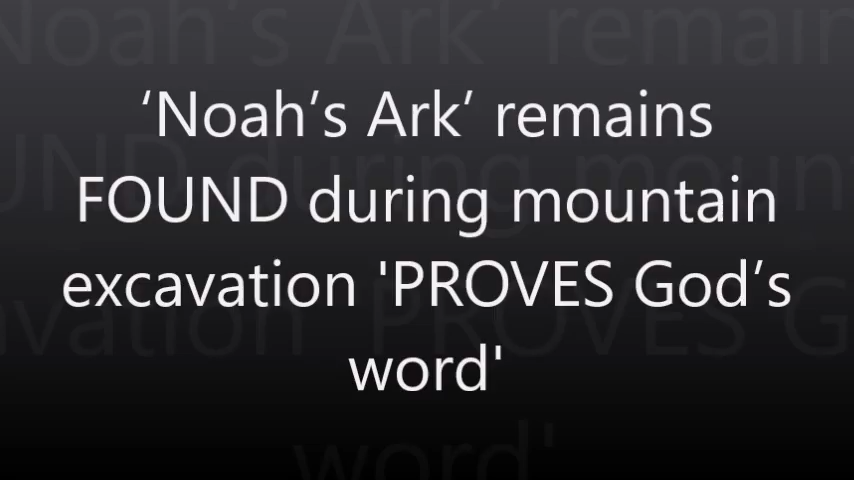 ‘Noah’s Ark’ remains
FOUND during mountain
excavation 'PROVES God’s
word'